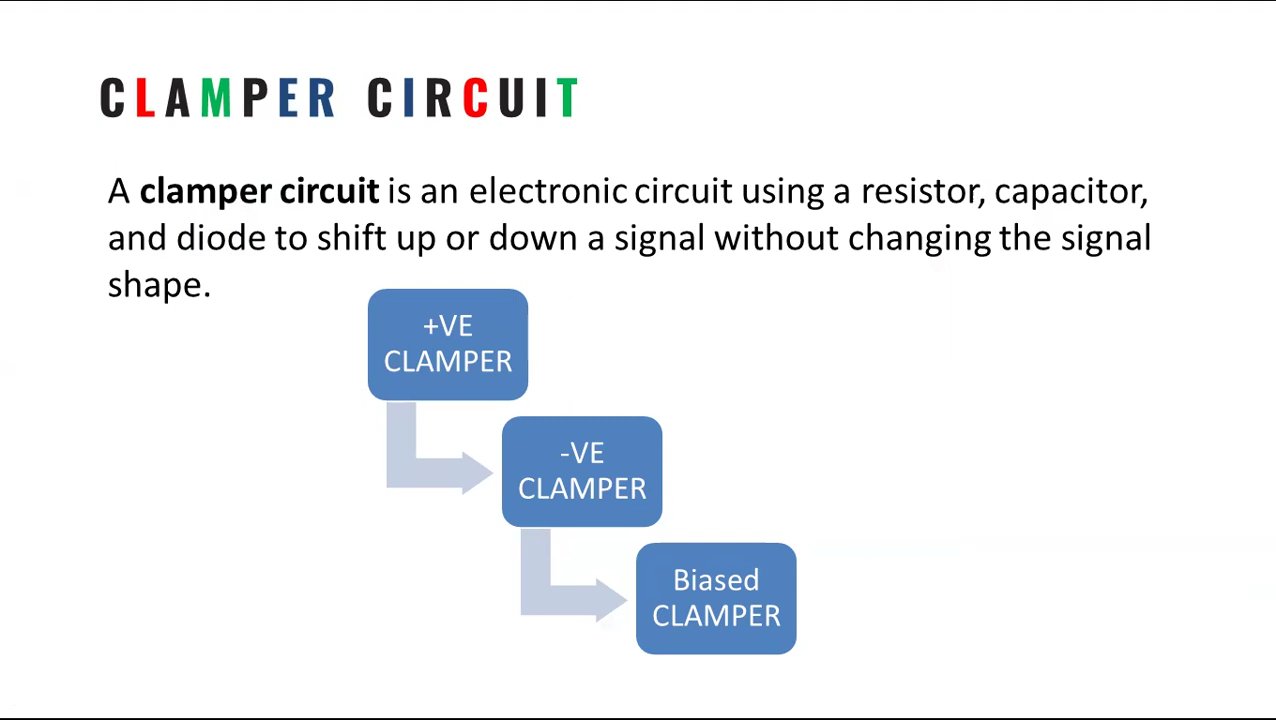 CLAMPER CIRCUIT
A clamper circuit is an electronic circuit using a resistor, capacitor,
and diode to shift up or down a signal without changing the signal
shape.
+VE
CLAMPER
-VE
CLAMPER
Biased
CLAMPER